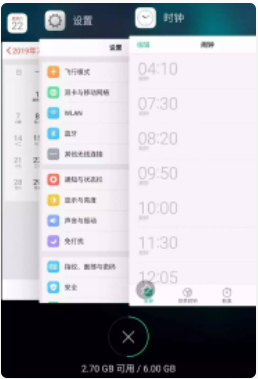 22
设置
时钟
2019年
设置
编辑
闹钟
飞行模式
双卡与移动网络
WLAN
蓝牙
其他无线连接
通知与状态栏
显示与亮度
声音与振动
免打扰
指纹、面部与密码
安全
04:10
07:30
08:20
09:50
10:00
11:30
12:05
闹钟
世界时钟
2.70 GB 可用 / 6.00 GB